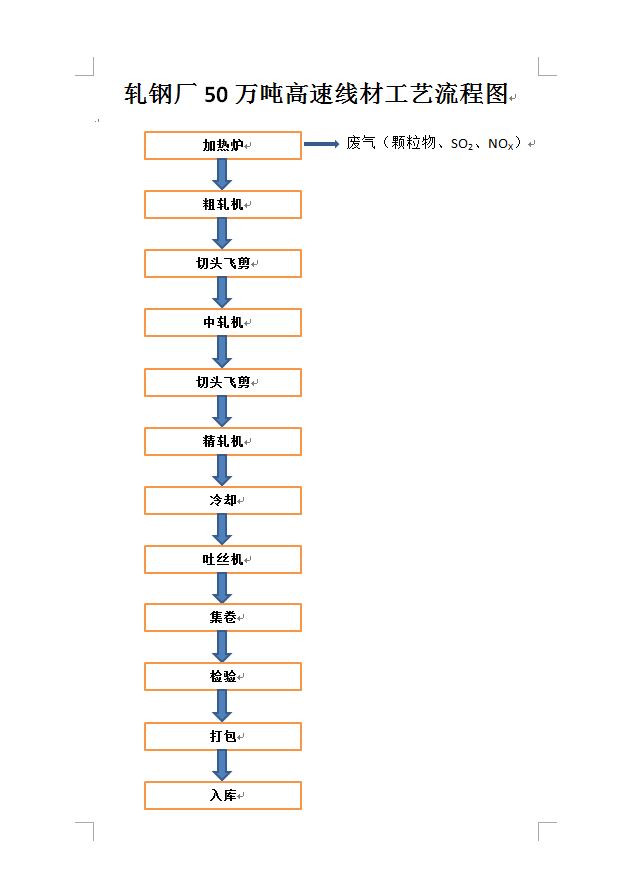 轧钢厂 50 万吨高速线材工艺流程图
加热炉
废气（颗粒物、SO₂、NOₓ）
粗轧机
切头飞剪
中轧机
切头飞剪
精轧机
冷却
吐丝机
集卷
检验
打包
入库